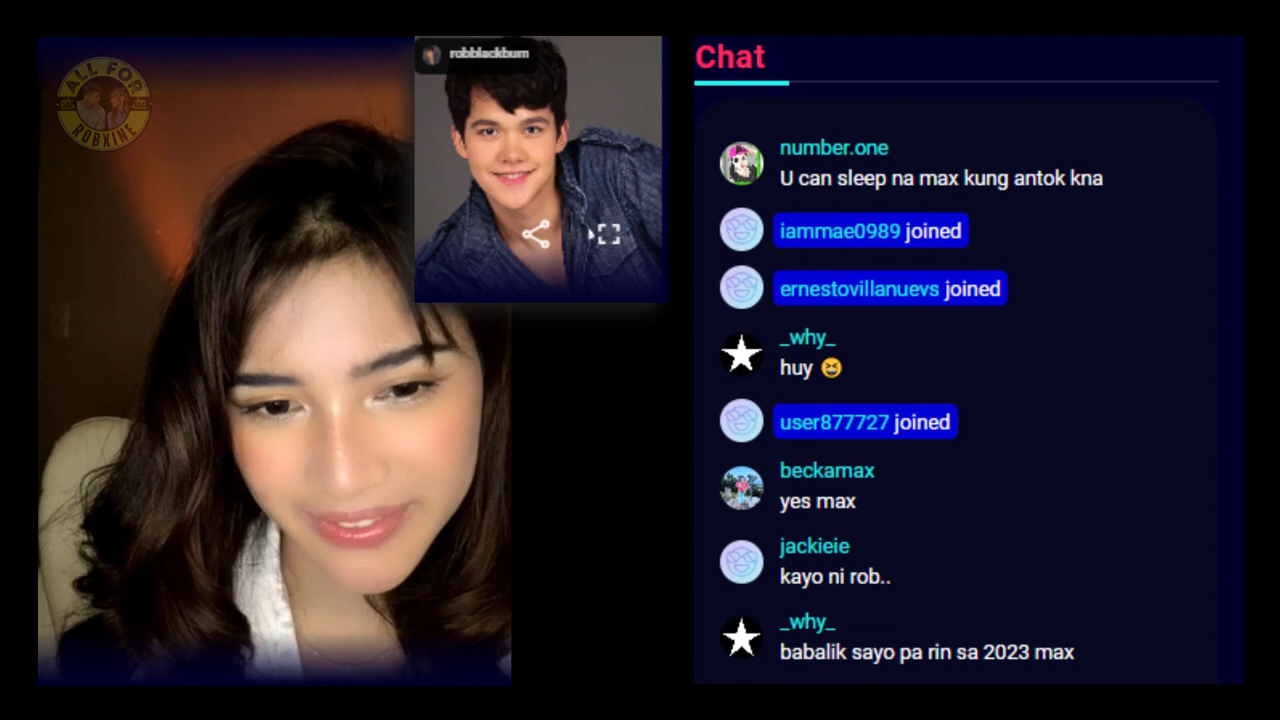 ALL FOR
ROBXINE
robblackburn
Chat
number.one
U can sleep na max kung antok kna
iammae0989 joined
ernestovillanuevs joined
_why_
huy 😆
user877727 joined
beckamax
yes max
jackieie
kayo ni rob..
_why_
babalik sayo pa rin sa 2023 max